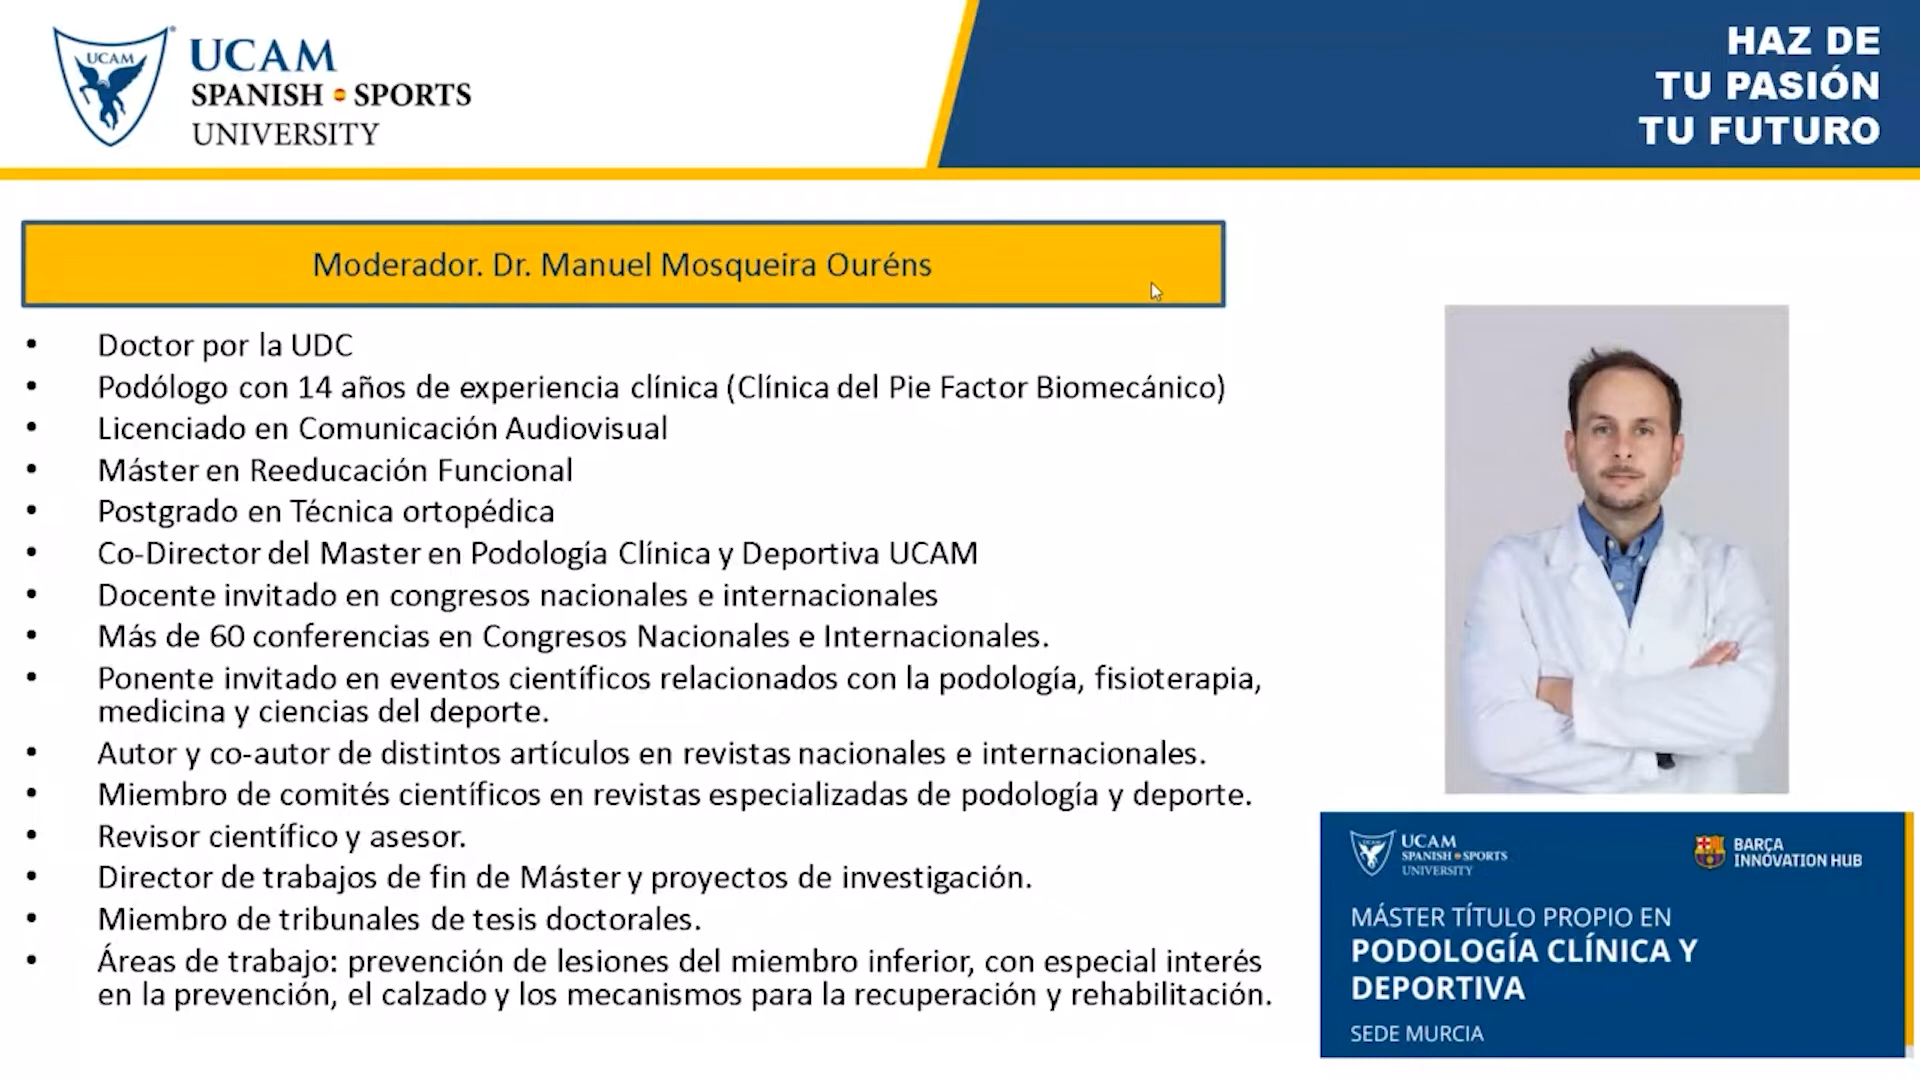 UCAM
UCAM
SPANISH SPORTS
UNIVERSITY
HAZ DE
TU PASIÓN
TU FUTURO
Moderador. Dr. Manuel Mosqueira Ouréns
• Doctor por la UDC
• Podólogo con 14 años de experiencia clínica (Clínica del Pie Factor Biomecánico)
• Licenciado en Comunicación Audiovisual
• Máster en Reeducación Funcional
• Postgrado en Técnica ortopédica
• Co-Director del Master en Podología Clínica y Deportiva UCAM
• Docente invitado en congresos nacionales e internacionales
• Más de 60 conferencias en Congresos Nacionales e Internacionales.
• Ponente invitado en eventos científicos relacionados con la podología, fisioterapia,
medicina y ciencias del deporte.
• Autor y co-autor de distintos artículos en revistas nacionales e internacionales.
• Miembro de comités científicos en revistas especializadas de podología y deporte.
• Revisor científico y asesor.
• Director de trabajos de fin de Máster y proyectos de investigación.
• Miembro de tribunales de tesis doctorales.
• Áreas de trabajo: prevención de lesiones del miembro inferior, con especial interés
en la prevención, el calzado y los mecanismos para la recuperación y rehabilitación.
UCAM
UCAM
SPANISH SPORTS
UNIVERSITY
BARÇA
INNOVATION HUB
MÁSTER TÍTULO PROPIO EN
PODOLOGÍA CLÍNICA Y
DEPORTIVA
SEDE MURCIA